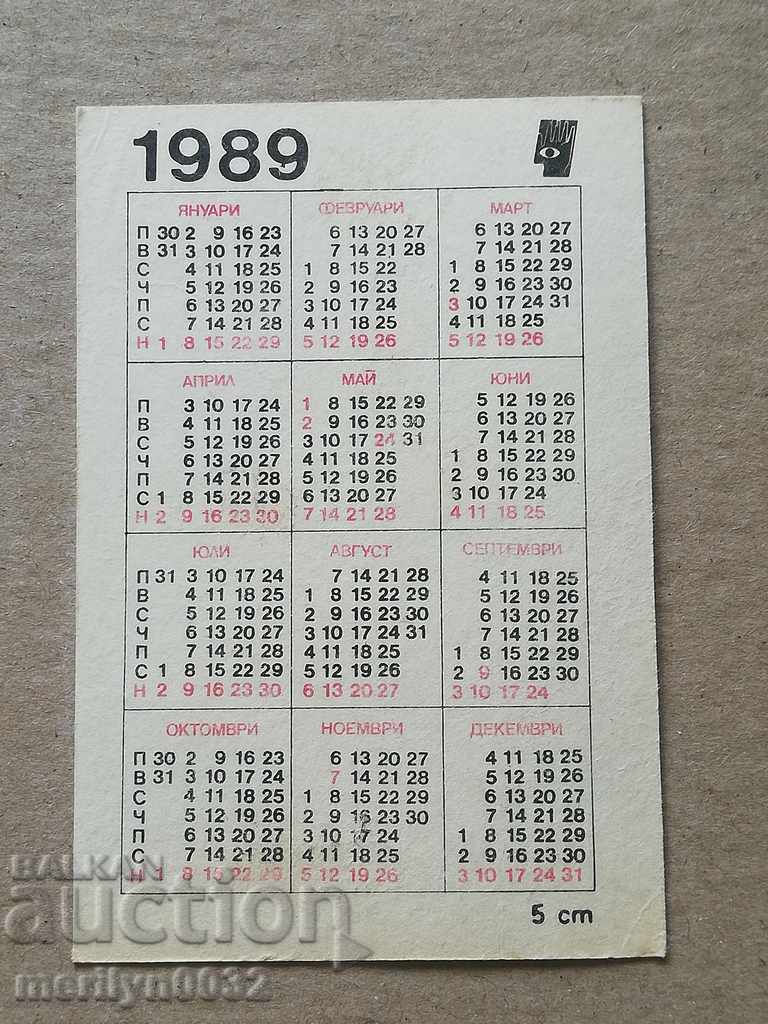 1989
ЯНУАРИ ФЕВРУАРИ МАРТ
П 30 2 9 16 23 6 13 20 27 6 13 20 27
В 31 3 10 17 24 7 14 21 28 7 14 21 28
С 4 11 18 25 1 8 15 22 1 8 15 22 29
Ч 5 12 19 26 2 9 16 23 2 9 16 23 30
П 6 13 20 27 3 10 17 24 3 10 17 24 31
С 7 14 21 28 4 11 18 25 4 11 18 25
Н 1 8 15 22 29 5 12 19 26 5 12 19 26
АПРИЛ МАЙ ЮНИ
П 3 10 17 24 1 8 15 22 29 5 12 19 26
В 4 11 18 25 2 9 16 23 30 6 13 20 27
С 5 12 19 26 3 10 17 24 31 7 14 21 28
Ч 6 13 20 27 4 11 18 25 1 8 15 22 29
П 7 14 21 28 5 12 19 26 2 9 16 23 30
С 1 8 15 22 29 6 13 20 27 3 10 17 24
Н 2 9 16 23 30 7 14 21 28 4 11 18 25
ЮЛИ АВГУСТ СЕПТЕМВРИ
П 31 3 10 17 24 7 14 21 28 4 11 18 25
В 4 11 18 25 1 8 15 22 29 5 12 19 26
С 5 12 19 26 2 9 16 23 30 6 13 20 27
Ч 6 13 20 27 3 10 17 24 31 7 14 21 28
П 7 14 21 28 4 11 18 25 1 8 15 22 29
С 1 8 15 22 29 5 12 19 26 2 9 16 23 30
Н 2 9 16 23 30 6 13 20 27 3 10 17 24
ОКТОМВРИ НОЕМВРИ ДЕКЕМВРИ
П 30 2 9 16 23 6 13 20 27 4 11 18 25
В 31 3 10 17 24 7 14 21 28 5 12 19 26
С 4 11 18 25 1 8 15 22 29 6 13 20 27
Ч 5 12 19 26 2 9 16 23 30 7 14 21 28
П 6 13 20 27 3 10 17 24 1 8 15 22 29
С 7 14 21 28 4 11 18 25 2 9 16 23 30
Н 1 8 15 22 29 5 12 19 26 3 10 17 24 31
5 cm
BALKAN
auction
merilyn0032